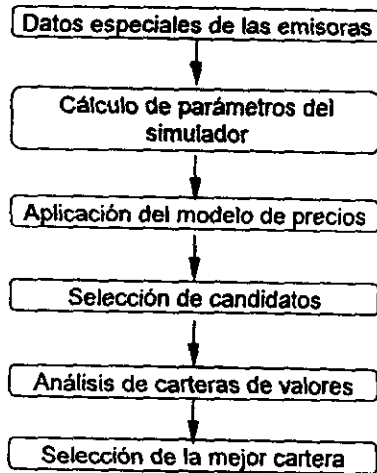 Datos especiales de las emisoras
Cálculo de parámetros del
simulador
Aplicación del modelo de precios
Selección de candidatos
Análisis de carteras de valores
Selección de la mejor cartera